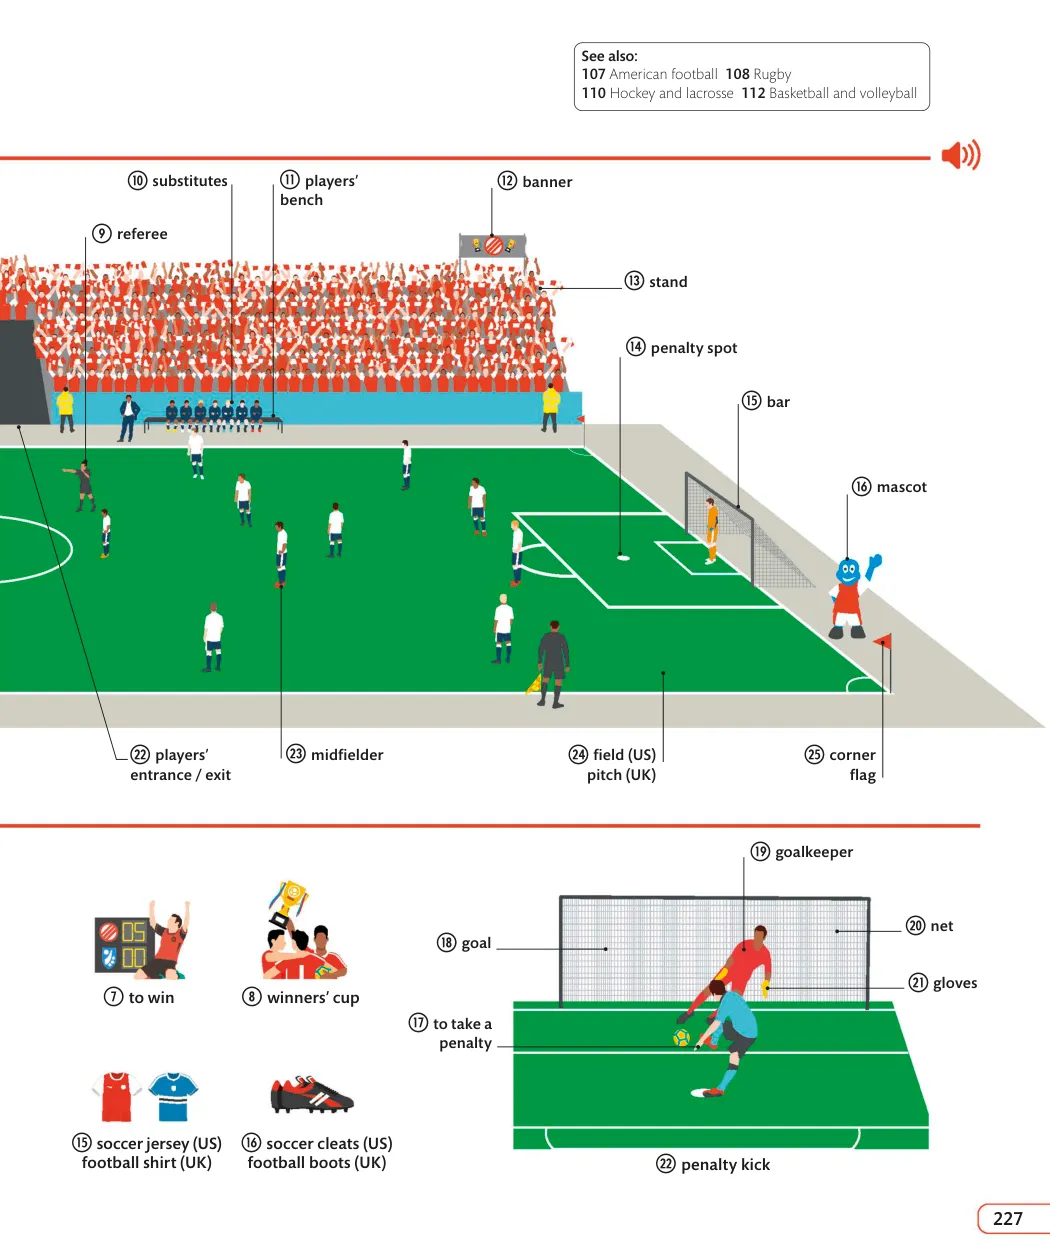 See also:
107 American football 108 Rugby
110 Hockey and lacrosse 112 Basketball and volleyball
⑩ substitutes
⑪ players’
bench
⑫ banner
⑨ referee
⑬ stand
⑭ penalty spot
⑮ bar
⑯ mascot
㉒ players’
entrance / exit
㉓ midfielder
㉔ field (US)
pitch (UK)
㉕ corner
flag
⑲ goalkeeper
⑱ goal
⑳ net
㉑ gloves
⑰ to take a
penalty
㉒ penalty kick
05
00
⑦ to win
⑧ winners’ cup
⑮ soccer jersey (US)
football shirt (UK)
⑯ soccer cleats (US)
football boots (UK)
227